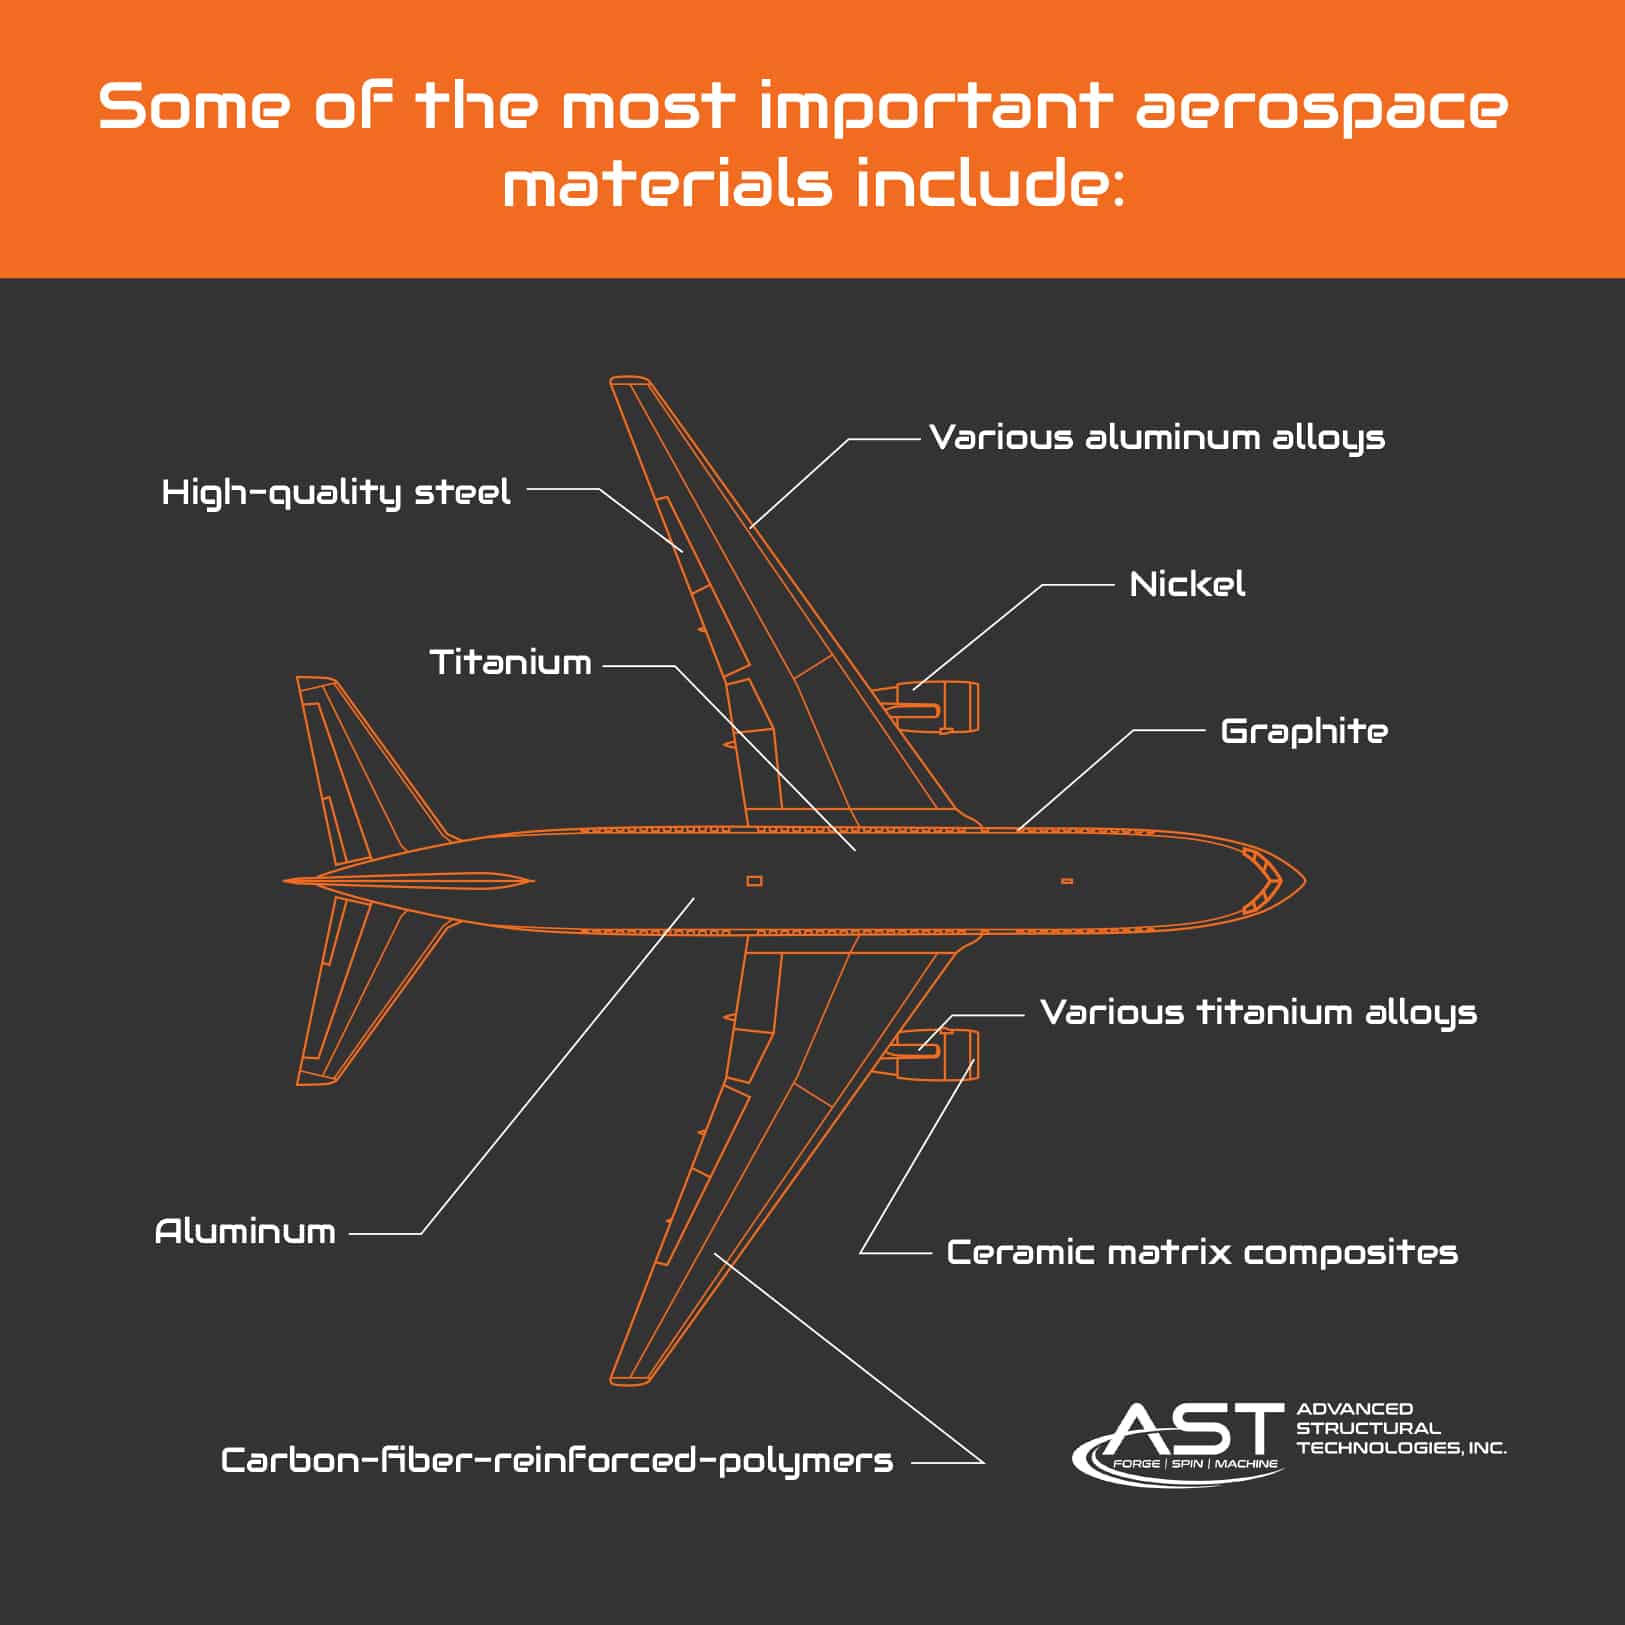 Some of the most important aerospace
materials include:
Various aluminum alloys
High-quality steel
Nickel
Titanium
Graphite
Various titanium alloys
Aluminum
Ceramic matrix composites
Carbon-fiber-reinforced-polymers
AST
FORGE | SPIN | MACHINE
ADVANCED
STRUCTURAL
TECHNOLOGIES, INC.